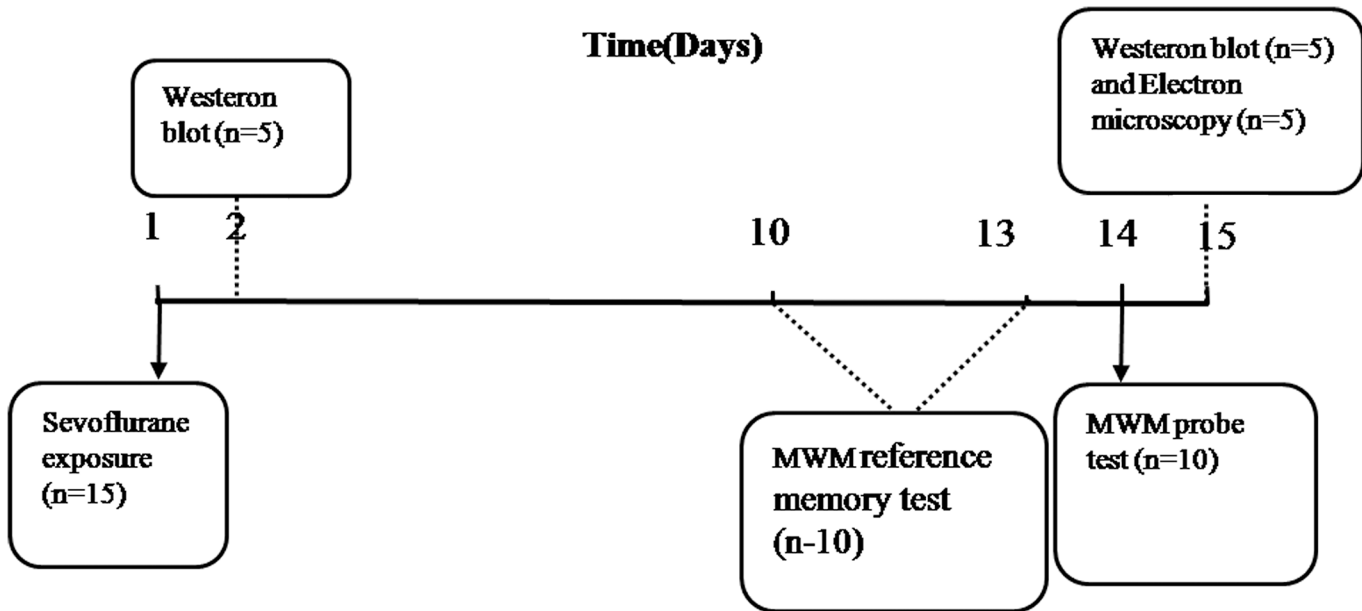 Time(Days)
Westeron
blot (n=5)
Westeron blot (n=5)
and Electron
microscopy (n=5)
1
2
10
13
14
15
Sevoflurane
exposure
(n=15)
MWM reference
memory test
(n-10)
MWM probe
test (n=10)